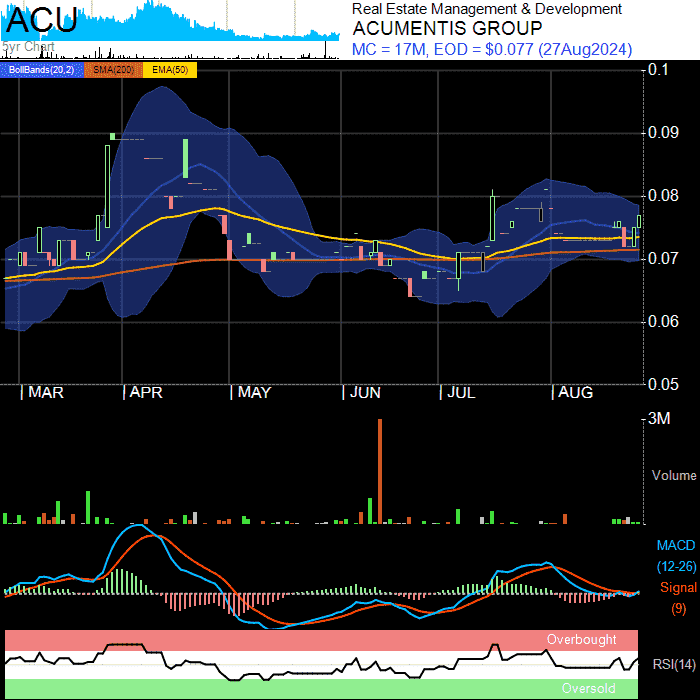 ACU
5yr Chart
Real Estate Management & Development
ACUMENTIS GROUP
MC = 17M, EOD = $0.077 (27Aug2024)
BollBands(20,2) SMA(200) EMA(50)
0.1
0.09
0.08
0.07
0.06
0.05
MAR APR MAY JUN JUL AUG
3M
Volume
MACD
(12-26)
Signal
(9)
Overbought
RSI(14)
Oversold